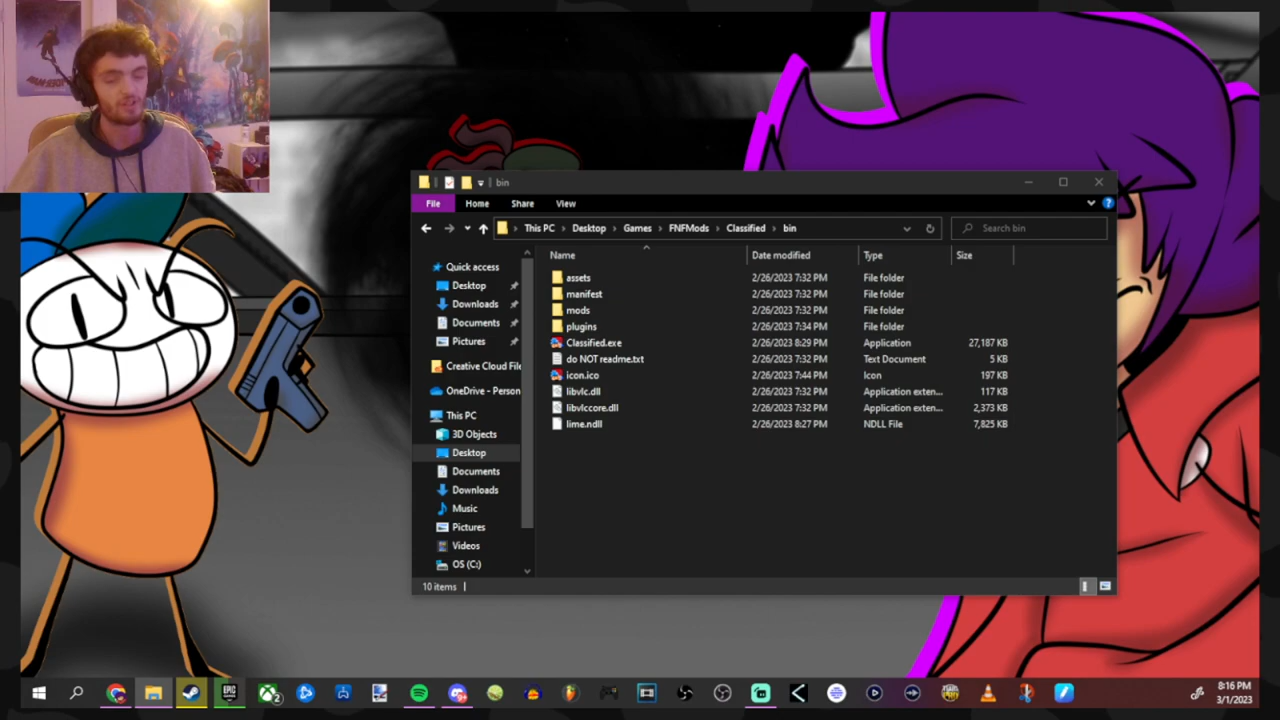 bin
File Home Share View
This PC Desktop Games FNFMods Classified bin Search bin
Name Date modified Type Size
Quick access
Desktop
Downloads
Documents
Pictures
Creative Cloud File
OneDrive - Person
This PC
3D Objects
Desktop
Documents
Downloads
Music
Pictures
Videos
OS (C:)
assets 2/26/2023 7:32 PM File folder
manifest 2/26/2023 7:32 PM File folder
mods 2/26/2023 7:32 PM File folder
plugins 2/26/2023 7:34 PM File folder
Classified.exe 2/26/2023 8:29 PM Application 27,187 KB
do NOT readme.txt 2/26/2023 7:32 PM Text Document 5 KB
icon.ico 2/26/2023 7:44 PM Icon 197 KB
libvlc.dll 2/26/2023 7:32 PM Application exten... 117 KB
libvlccore.dll 2/26/2023 7:32 PM Application exten... 2,373 KB
lime.ndll 2/26/2023 8:27 PM NDLL File 7,825 KB
10 items
EPIC GAMES
8:16 PM
3/1/2023